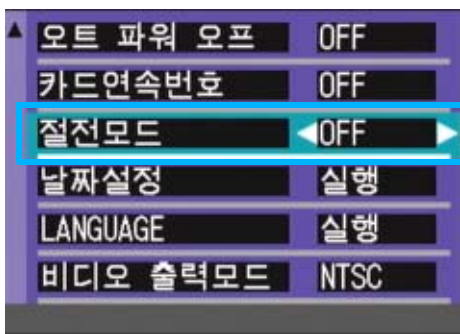 오트 파워 오프 OFF
카드연속번호 OFF
절전모드 OFF
날짜설정 실행
LANGUAGE 실행
비디오 출력모드 NTSC